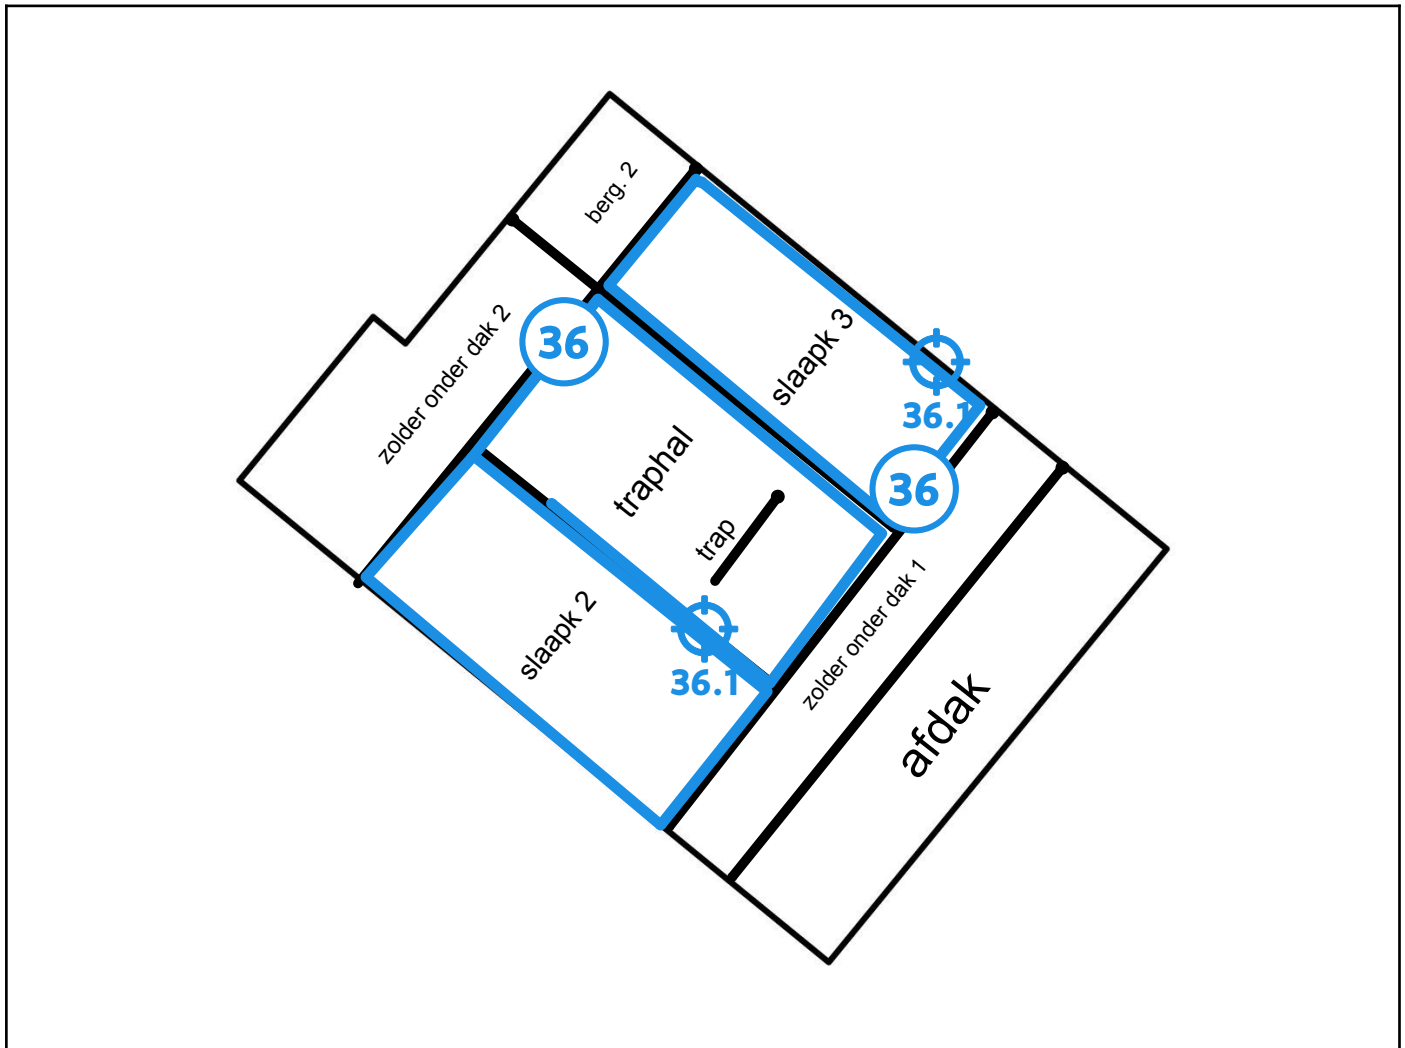 berg. 2
zolder onder dak 2
36
slaapk 3
36.1
36
traphal
trap
slaapk 2
36.1
zolder onder dak 1
afdak